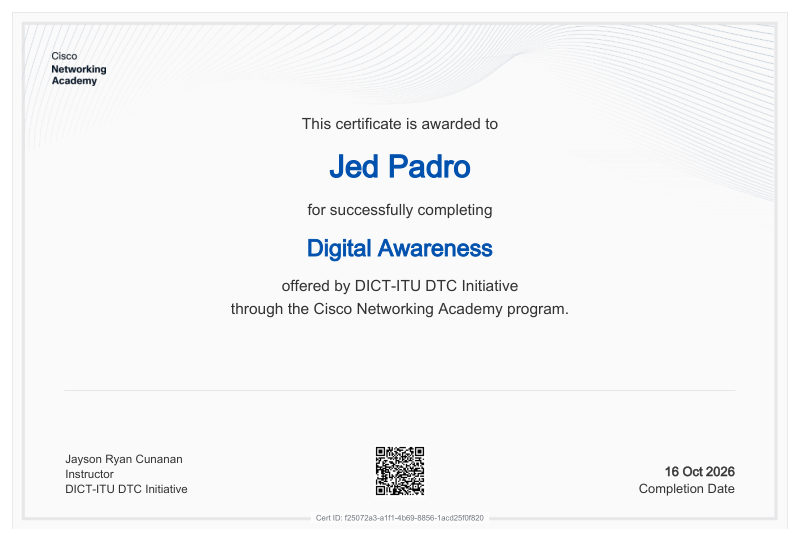 Cisco
Networking
Academy
This certificate is awarded to
Jed Padro
for successfully completing
Digital Awareness
offered by DICT-ITU DTC Initiative
through the Cisco Networking Academy program.
Jayson Ryan Cunanan
Instructor
DICT-ITU DTC Initiative
16 Oct 2026
Completion Date
Cert ID: f25072a3-a1f1-4b69-8856-1acd25f0f820